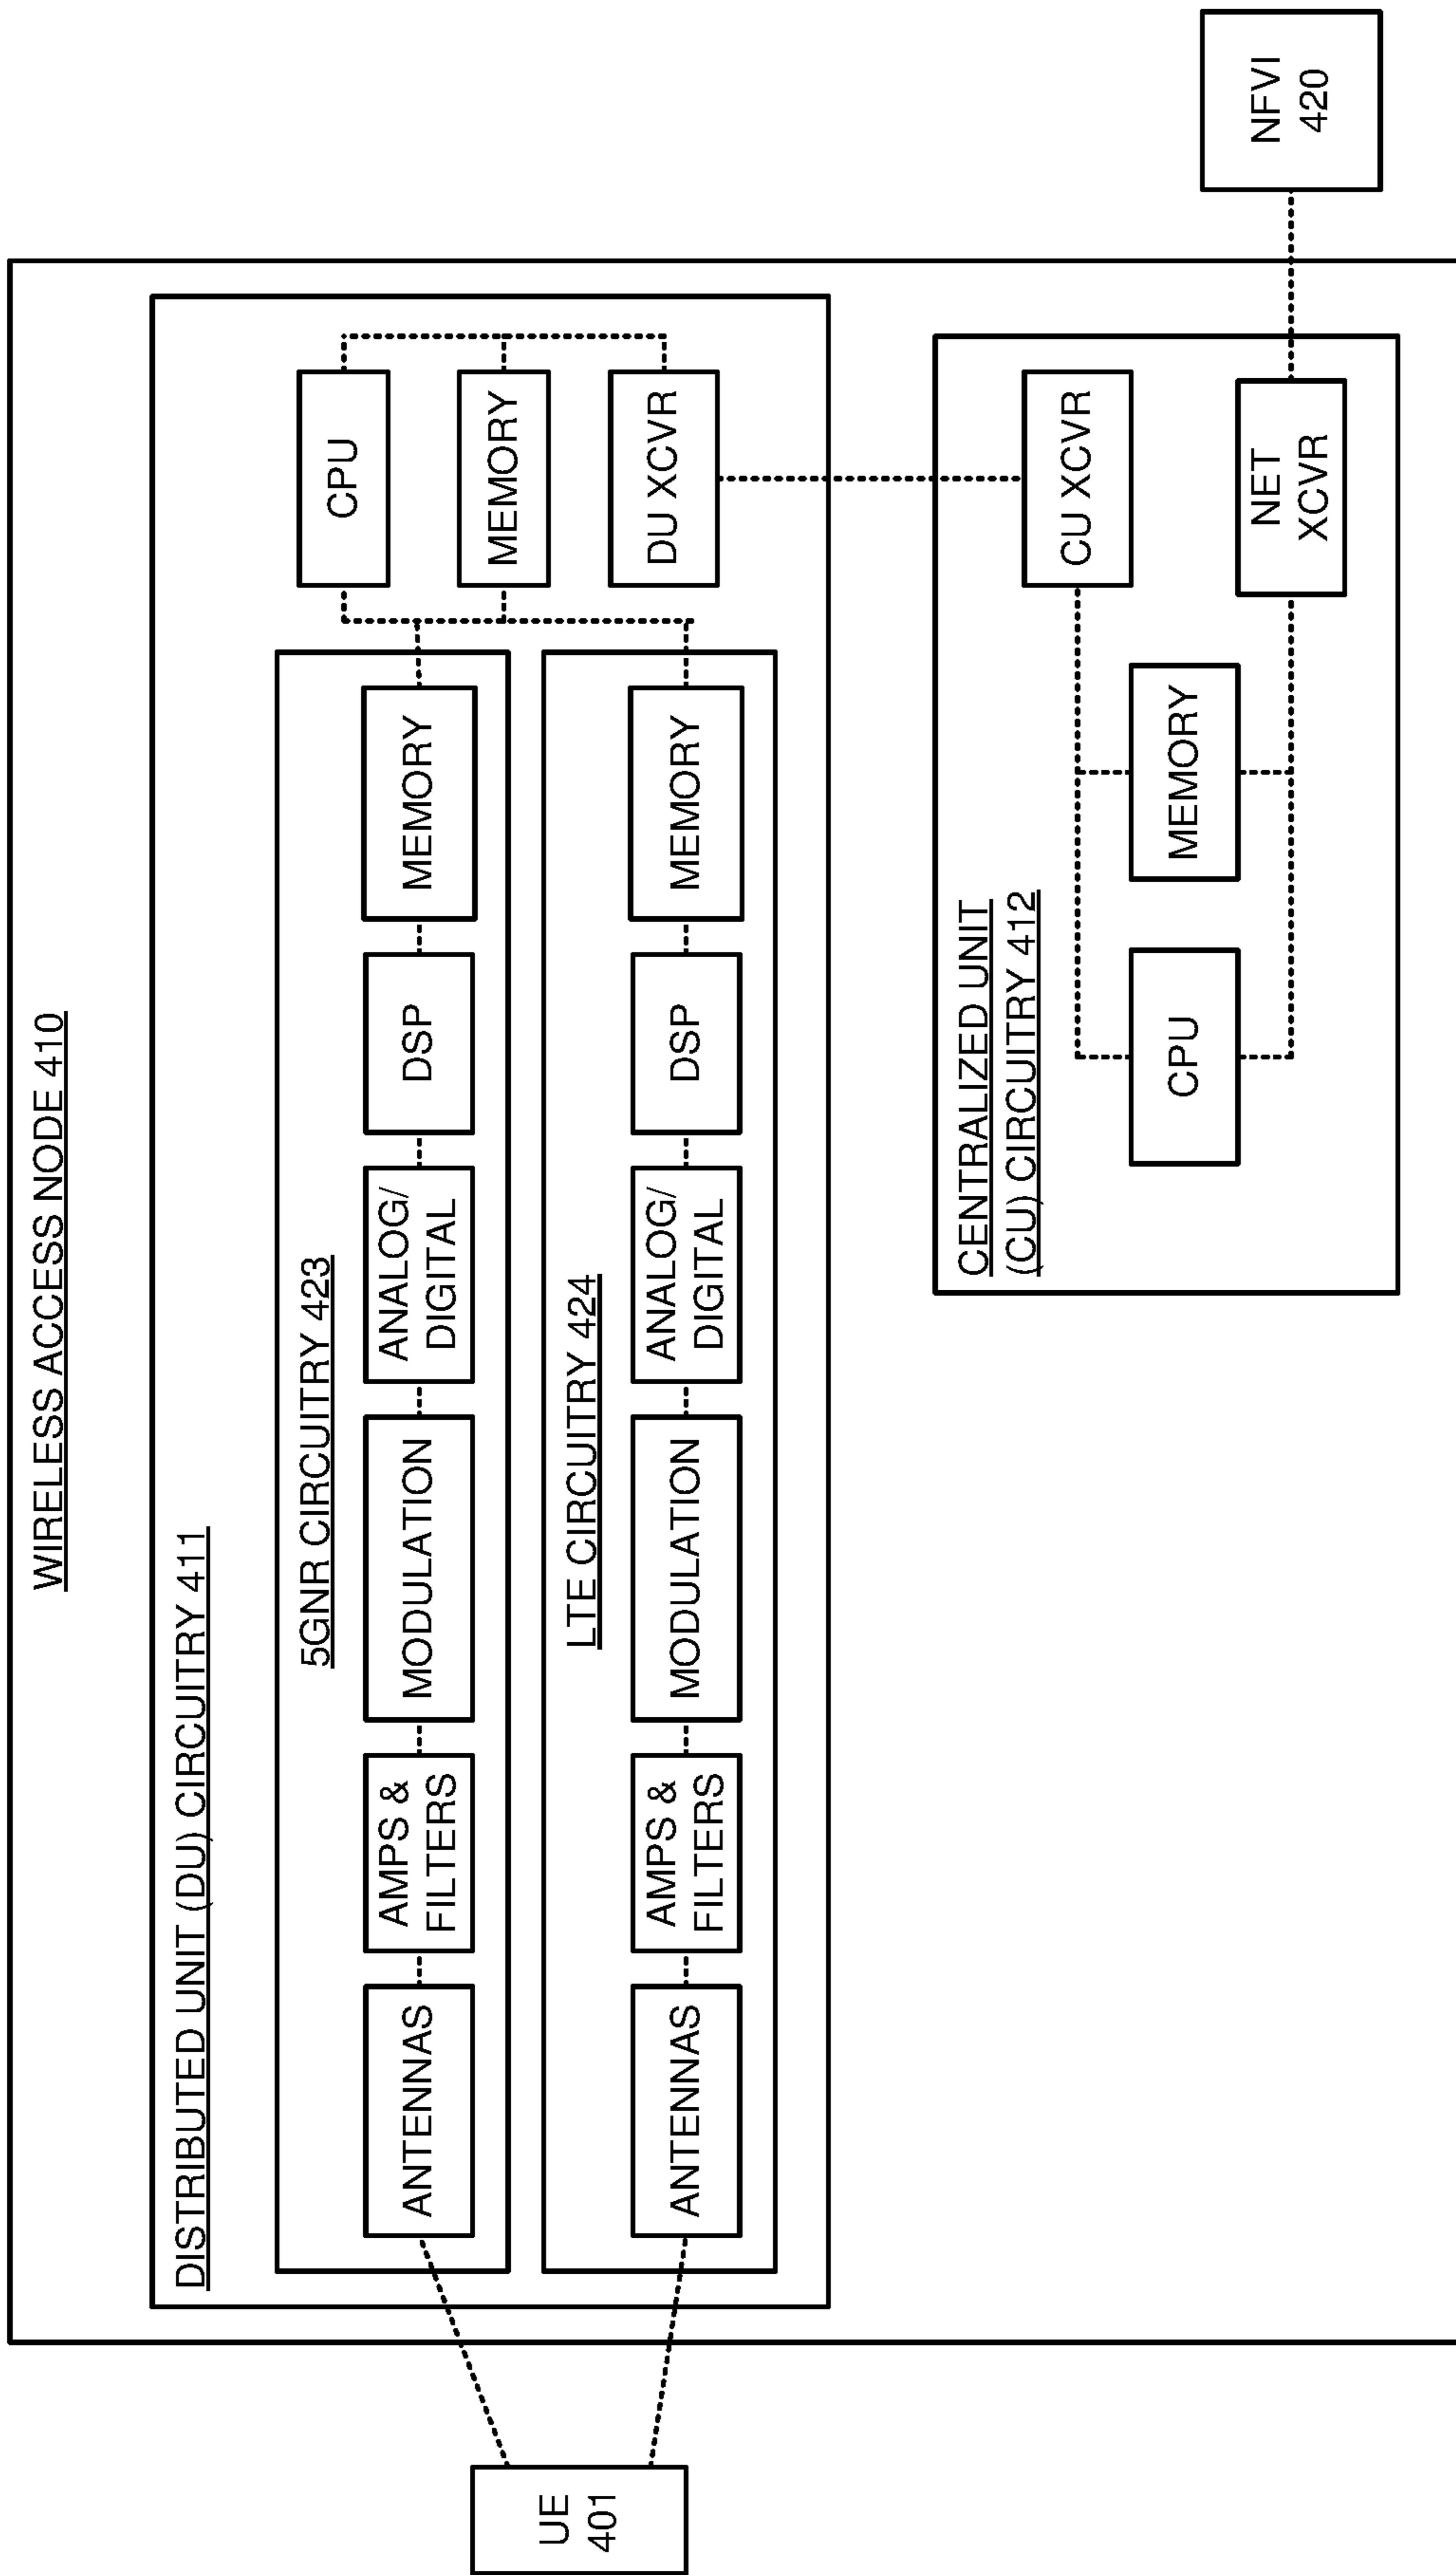 WIRELESS ACCESS NODE 410
DISTRIBUTED UNIT (DU) CIRCUITRY 411
5GNR CIRCUITRY 423
ANTENNAS
AMPS &
FILTERS
MODULATION
ANALOG/
DIGITAL
DSP
MEMORY
LTE CIRCUITRY 424
ANTENNAS
AMPS &
FILTERS
MODULATION
ANALOG/
DIGITAL
DSP
MEMORY
CPU
MEMORY
DU XCVR
UE
401
CENTRALIZED UNIT
(CU) CIRCUITRY 412
CPU
MEMORY
CU XCVR
NET
XCVR
NFVI
420